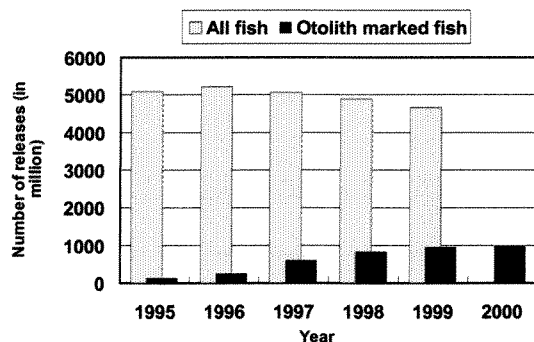 All fish Otolith marked fish
6000
5000
4000
3000
2000
1000
0
Number of releases (in
million)
1995 1996 1997 1998 1999 2000
Year